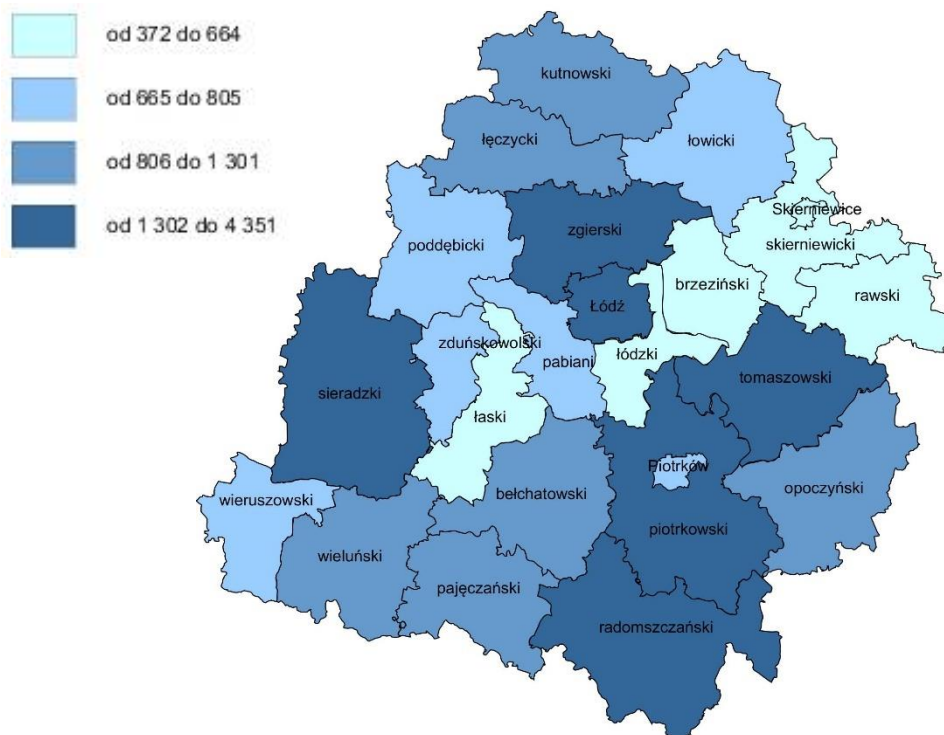 od 372 do 664
od 665 do 805
od 806 do 1 301
od 1 302 do 4 351
kutnowski
łęczycki
łowicki
Skierniewice
zgierski
poddębicki
skierniewicki
brzeziński
rawski
Łódź
zduńskowolski
pabiani
łódzki
tomaszowski
sieradzki
łaski
Piotrków
opoczyński
wieruszowski
bełchatowski
piotrkowski
wieluński
pajęczański
radomszczański